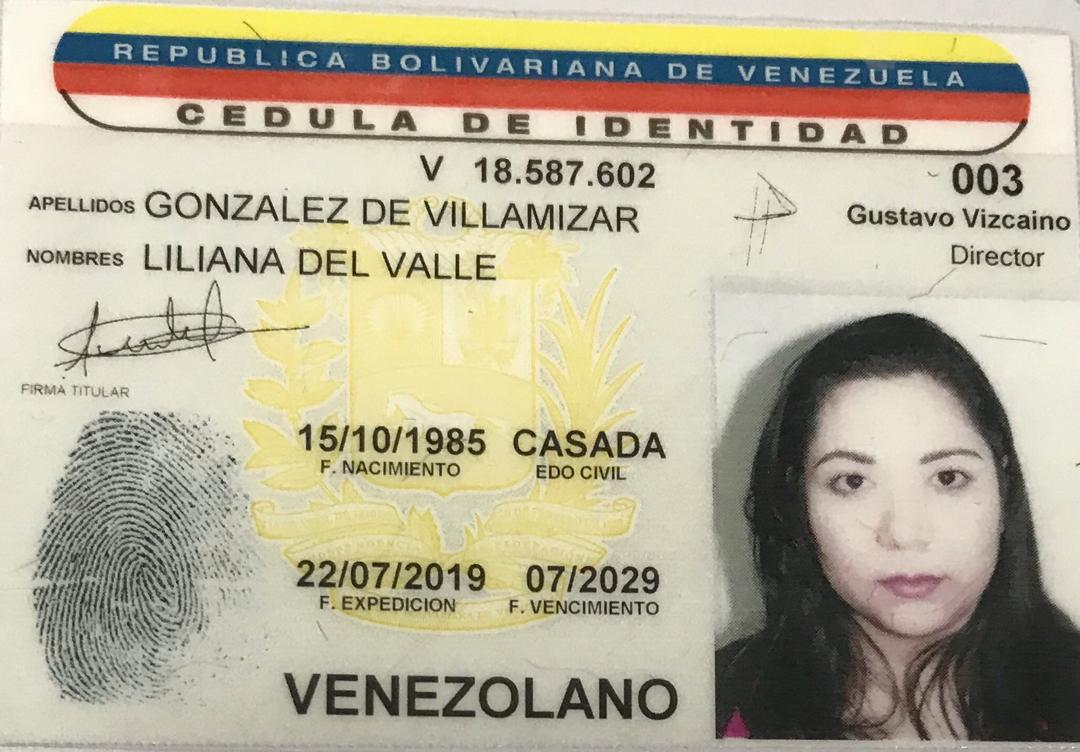 REPUBLICA BOLIVARIANA DE VENEZUELA
CEDULA DE IDENTIDAD
V 18.587.602
003
Gustavo Vizcaino
Director
APELLIDOS GONZALEZ DE VILLAMIZAR
NOMBRES LILIANA DEL VALLE
FIRMA TITULAR
15/10/1985 CASADA
F. NACIMIENTO EDO CIVIL
22/07/2019 07/2029
F. EXPEDICION F. VENCIMIENTO
VENEZOLANO